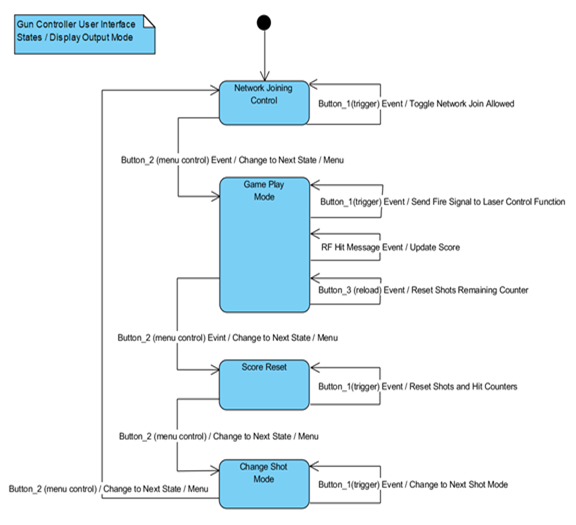 Gun Controller User Interface
States / Display Output Mode
Network Joining
Control
Button_1(trigger) Event / Toggle Network Join Allowed
Button_2 (menu control) Event / Change to Next State / Menu
Game Play
Mode
Button_1(trigger) Event / Send Fire Signal to Laser Control Function
RF Hit Message Event / Update Score
Button_3 (reload) Event / Reset Shots Remaining Counter
Button_2 (menu control) Evint / Change to Next State / Menu
Score Reset
Button_1(trigger) Event / Reset Shots and Hit Counters
Button_2 (menu control) / Change to Next State / Menu
Change Shot
Mode
Button_1(trigger) Event / Change to Next Shot Mode
Button_2 (menu control) / Change to Next State / Menu